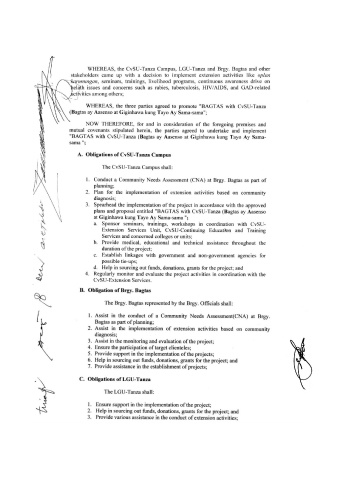 WHEREAS, the CvSU-Tanza Campus, LGU-Tanza and Brgy. Bagtas and other
stakeholders came up with a decision to implement extension activities like oplus
seminars, trainings, livelihood programs, continuous awareness drive on
health issues and concerns such as rabies, tuberculosis, HIV/AIDS, and GAD-related
activities among others;
WHEREAS, the three parties agreed to promote "BAGTAS with CvSU-Tanza
(Bagtas ay Aasenso at Giginhawa kung Tayo Ay Sama-sama";
NOW THEREFORE, for and in consideration of the foregoing premises and
mutual covenants stipulated herein, the parties agreed to undertake and implement
"BAGTAS with CvSU-Tanza (Bagtas ay Aasenso at Giginhawa kung Tayo Ay Sama-
sama ";
A. Obligations of CvSU-Tanza Campus
The CvSU-Tanza Campus shall:
1. Conduct a Community Needs Assessment (CNA) at Brgy. Bagtas as part of
planning;
2. Plan for the implementation of extension activities based on community
diagnosis;
3. Spearhead the implementation of the project in accordance with the approved
plans and proposal entitled "BAGTAS with CvSU-Tanza (Bagtas ay Aasenso
at Giginhawa kung Tayo Ay Sama-sama ";
a. Sponsor seminars, trainings, workshops in coordination with CvSU-
Extension Services Unit, CvSU-Continuing Education and Training
Services and concerned colleges or units;
b. Provide medical, educational and technical assistance throughout the
duration of the project;
c. Establish linkages with government and non-government agencies for
possible tie-ups;
d. Help in sourcing out funds, donations, grants for the project; and
4. Regularly monitor and evaluate the project activities in coordination with the
CvSU-Extension Services.
B. Obligation of Brgy. Bagtas
The Brgy. Bagtas represented by the Brgy. Officials shall:
1. Assist in the conduct of a Community Needs Assessment(CNA) at Brgy.
Bagtas as part of planning;
2. Assist in the implementation of extension activities based on community
diagnosis;
3. Assist in the monitoring and evaluation of the project;
4. Ensure the participation of target clienteles;
5. Provide support in the implementation of the projects;
6. Help in sourcing out funds, donations, grants for the project; and
7. Provide assistance in the establishment of projects;
C. Obligations of LGU-Tanza
The LGU-Tanza shall:
1. Ensure support in the implementation of the project;
2. Help in sourcing out funds, donations, grants for the project; and
3. Provide various assistance in the conduct of extension activities;